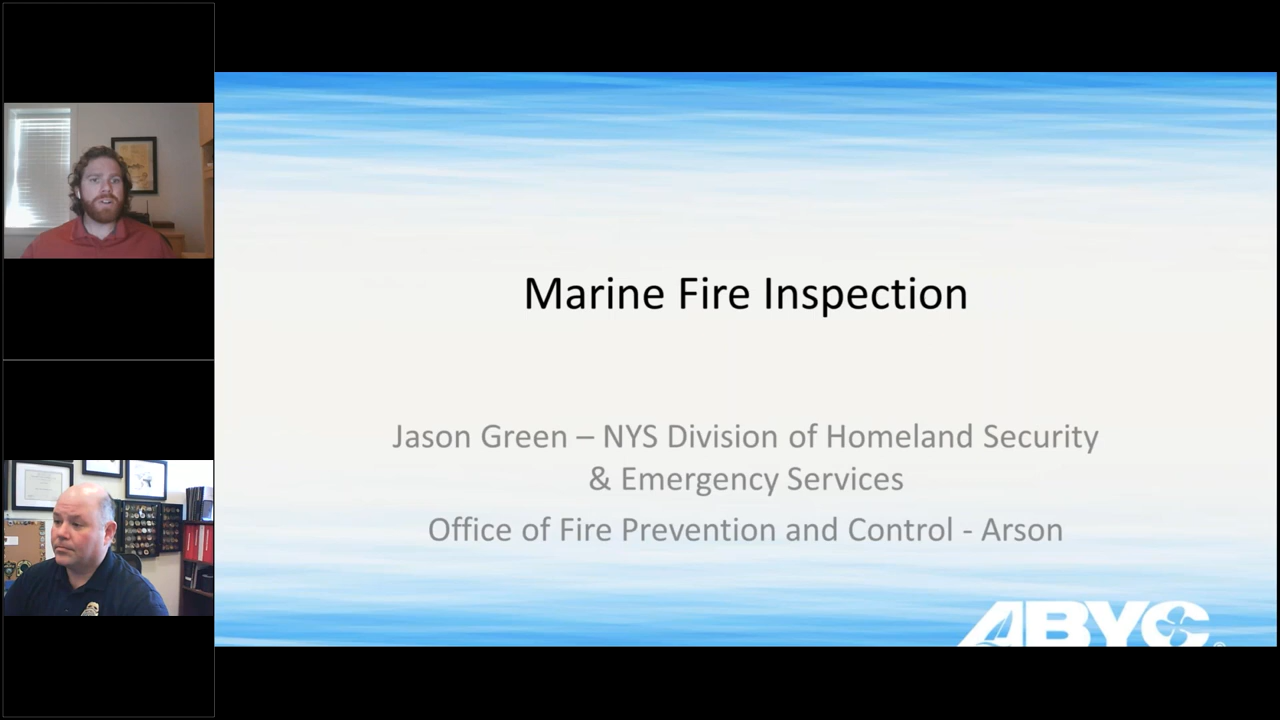 Marine Fire Inspection
Jason Green – NYS Division of Homeland Security
& Emergency Services
Office of Fire Prevention and Control - Arson
ABYC